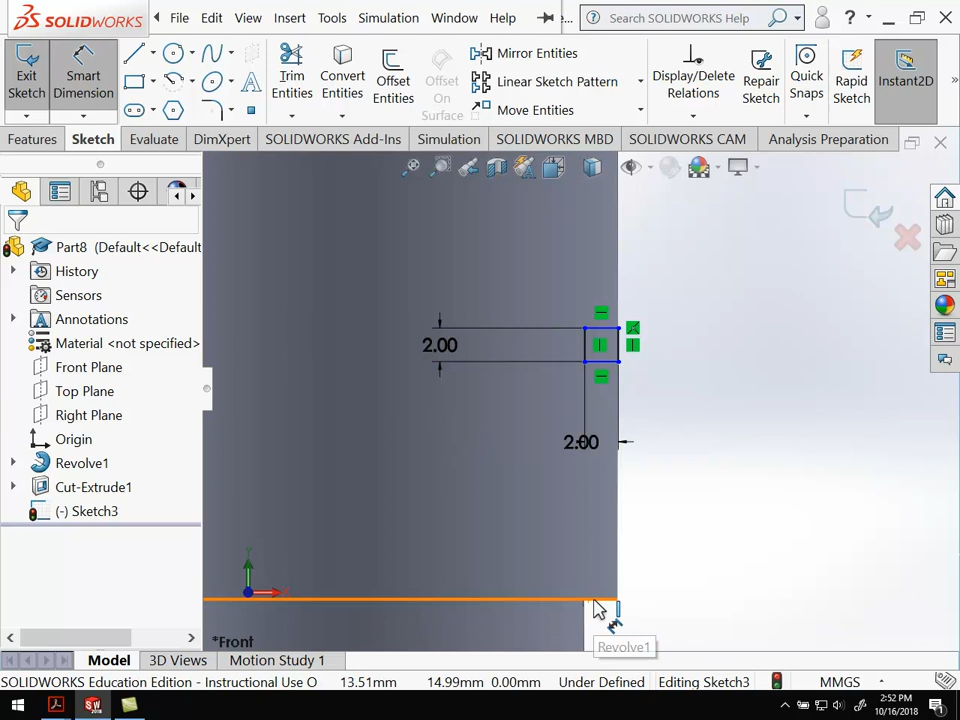 SOLIDWORKS File Edit View Insert Tools Simulation Window Help e... Search SOLIDWORKS Help
Exit Sketch
Smart Dimension
Trim Entities
Convert Entities
Offset Entities
Offset On Surface
Mirror Entities
Linear Sketch Pattern
Move Entities
Display/Delete Relations
Repair Sketch
Quick Snaps
Rapid Sketch
Instant2D
Features Sketch Evaluate DimXpert SOLIDWORKS Add-Ins Simulation SOLIDWORKS MBD SOLIDWORKS CAM Analysis Preparation
Part8 (Default<<Default
History
Sensors
Annotations
Material <not specified>
Front Plane
Top Plane
Right Plane
Origin
Revolve1
Cut-Extrude1
(-) Sketch3
2.00
2.00
*Front
Revolve1
Model 3D Views Motion Study 1
SOLIDWORKS Education Edition - Instructional Use O 13.51mm 14.99mm 0.00mm Under Defined Editing Sketch3 MMGS
2:52 PM
10/16/2018